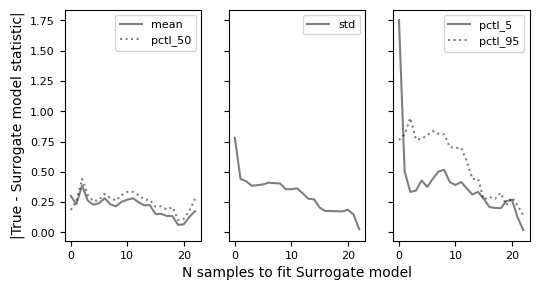 |True - Surrogate model statistic|
1.75
1.50
1.25
1.00
0.75
0.50
0.25
0.00
mean
pctl_50
0 10 20
std
0 10 20
pctl_5
pctl_95
0 10 20
N samples to fit Surrogate model